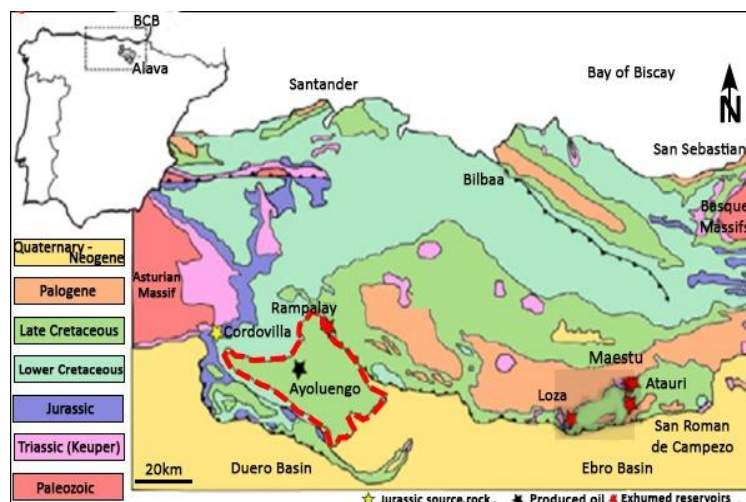 BCB
Alava
Santander
Bay of Biscay
N
San Sebastian
Bilbaa
Basque
Massifs
Quaternary -
Neogene
Palogene
Late Cretaceous
Lower Cretaceous
Jurassic
Triassic (Keuper)
Paleozoic
Asturian
Massif
Rampalay
Cordovilla
Ayoluengo
Maestu
Loza
Atauri
San Roman
de Campezo
20km
Duero Basin
Ebro Basin
Jurassic source rock
Produced oil
Exhumed reservoirs